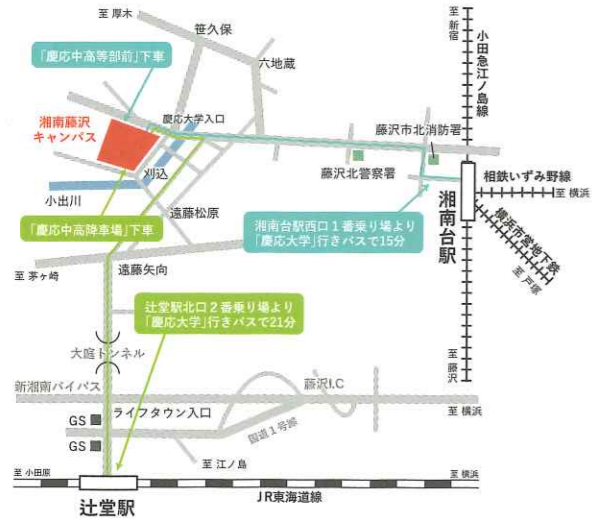 至 厚木
笹久保
至 新宿
小田急江ノ島線
「慶応中高等部前」下車
六地蔵
湘南藤沢
キャンパス
慶応大学入口
藤沢市北消防署
刈込
藤沢北警察署
相鉄いずみ野線
至 横浜
小出川
遠藤松原
湘南台駅
横浜市営地下鉄
至 戸塚
「慶応中高降車場」下車
湘南台駅西口1番乗り場より
「慶応大学」行きバスで15分
至 茅ヶ崎
遠藤矢向
辻堂駅北口2番乗り場より
「慶応大学」行きバスで21分
大庭トンネル
至 藤沢
新湘南バイパス
藤沢I.C
至 横浜
GS
ライフタウン入口
国道1号線
GS
至 江ノ島
至 小田原
至 横浜
辻堂駅
JR東海道線